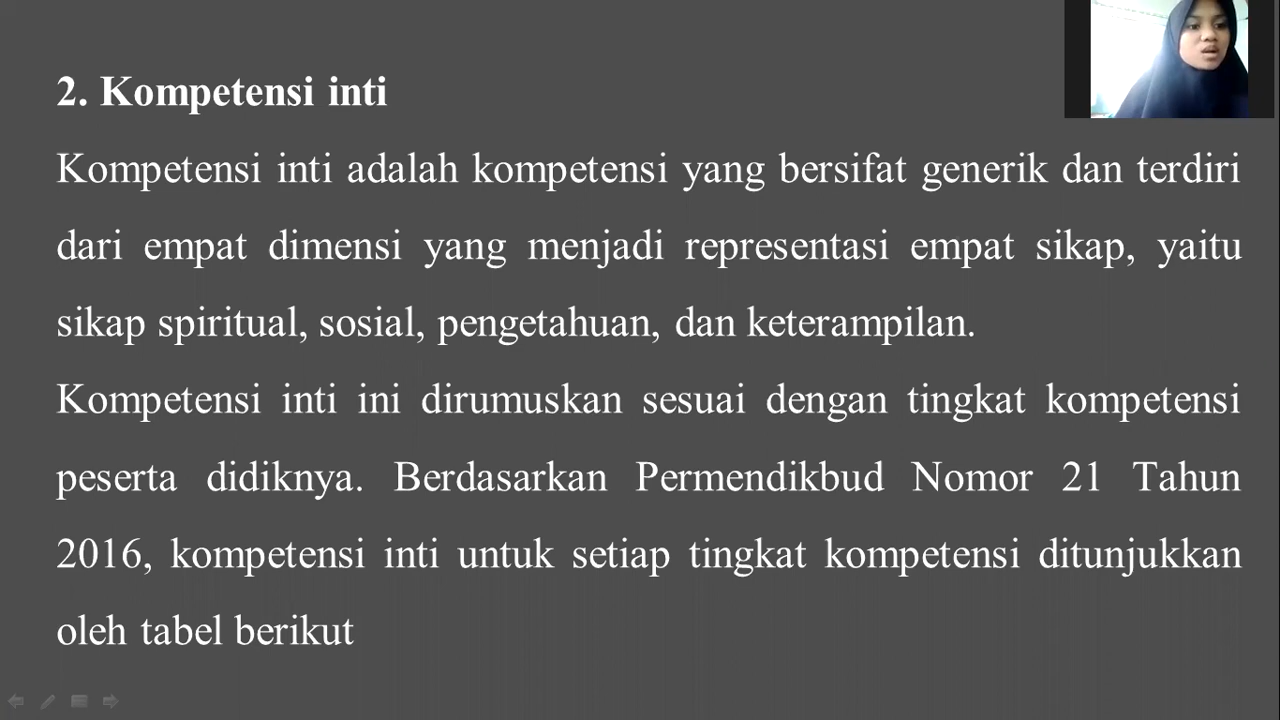 2. Kompetensi inti
Kompetensi inti adalah kompetensi yang bersifat generik dan terdiri
dari empat dimensi yang menjadi representasi empat sikap, yaitu
sikap spiritual, sosial, pengetahuan, dan keterampilan.
Kompetensi inti ini dirumuskan sesuai dengan tingkat kompetensi
peserta didiknya. Berdasarkan Permendikbud Nomor 21 Tahun
2016, kompetensi inti untuk setiap tingkat kompetensi ditunjukkan
oleh tabel berikut